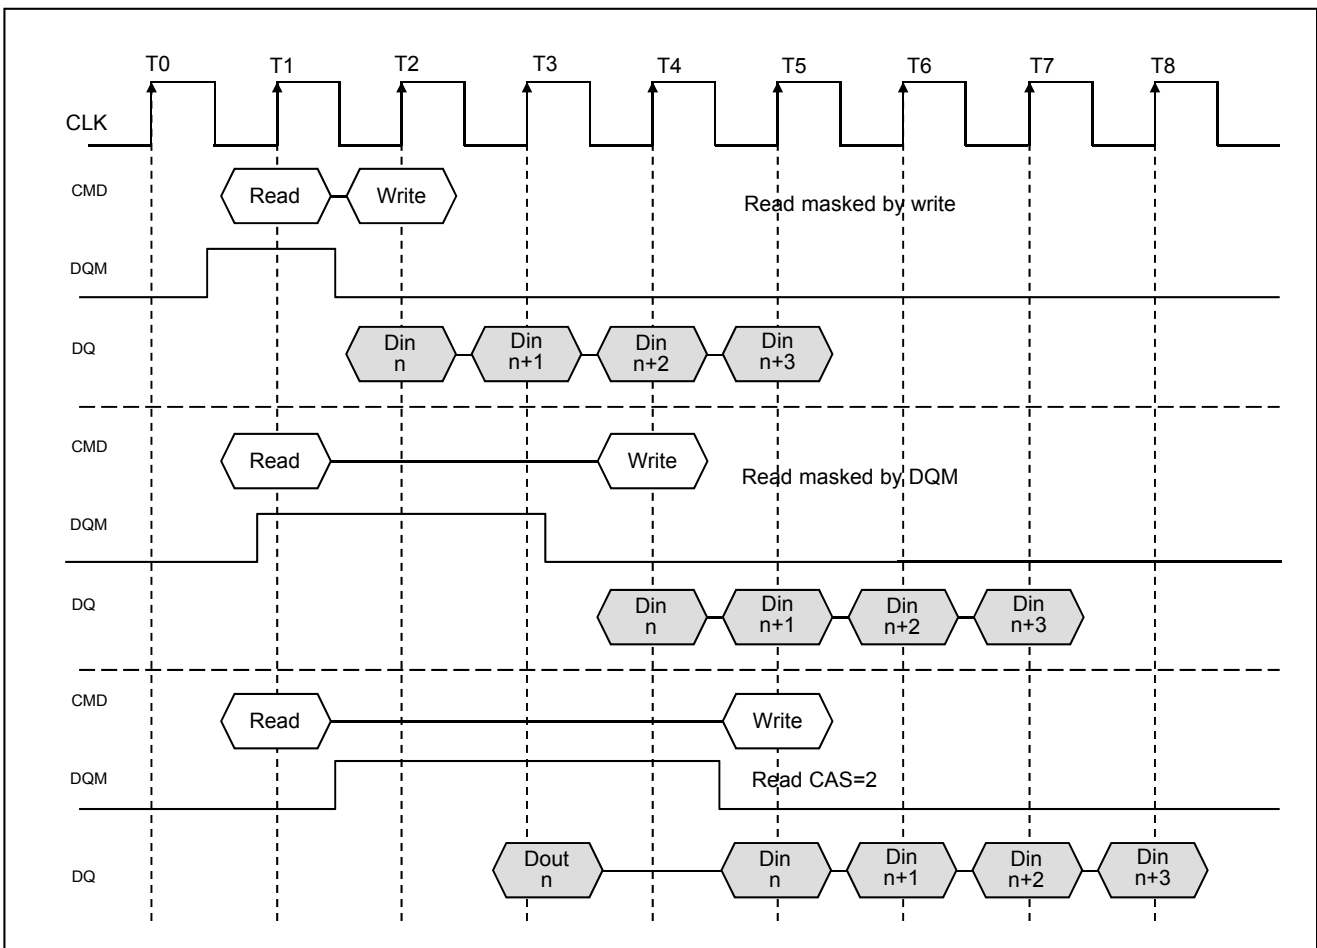 T0 T1 T2 T3 T4 T5 T6 T7 T8
CLK
CMD Read Write Read masked by write
DQM
DQ Din Din Din Din
n n+1 n+2 n+3
CMD Read Write Read masked by DQM
DQM
DQ Din Din Din Din
n n+1 n+2 n+3
CMD Read Write
DQM Read CAS=2
DQ Dout Din Din Din Din
n n n+1 n+2 n+3